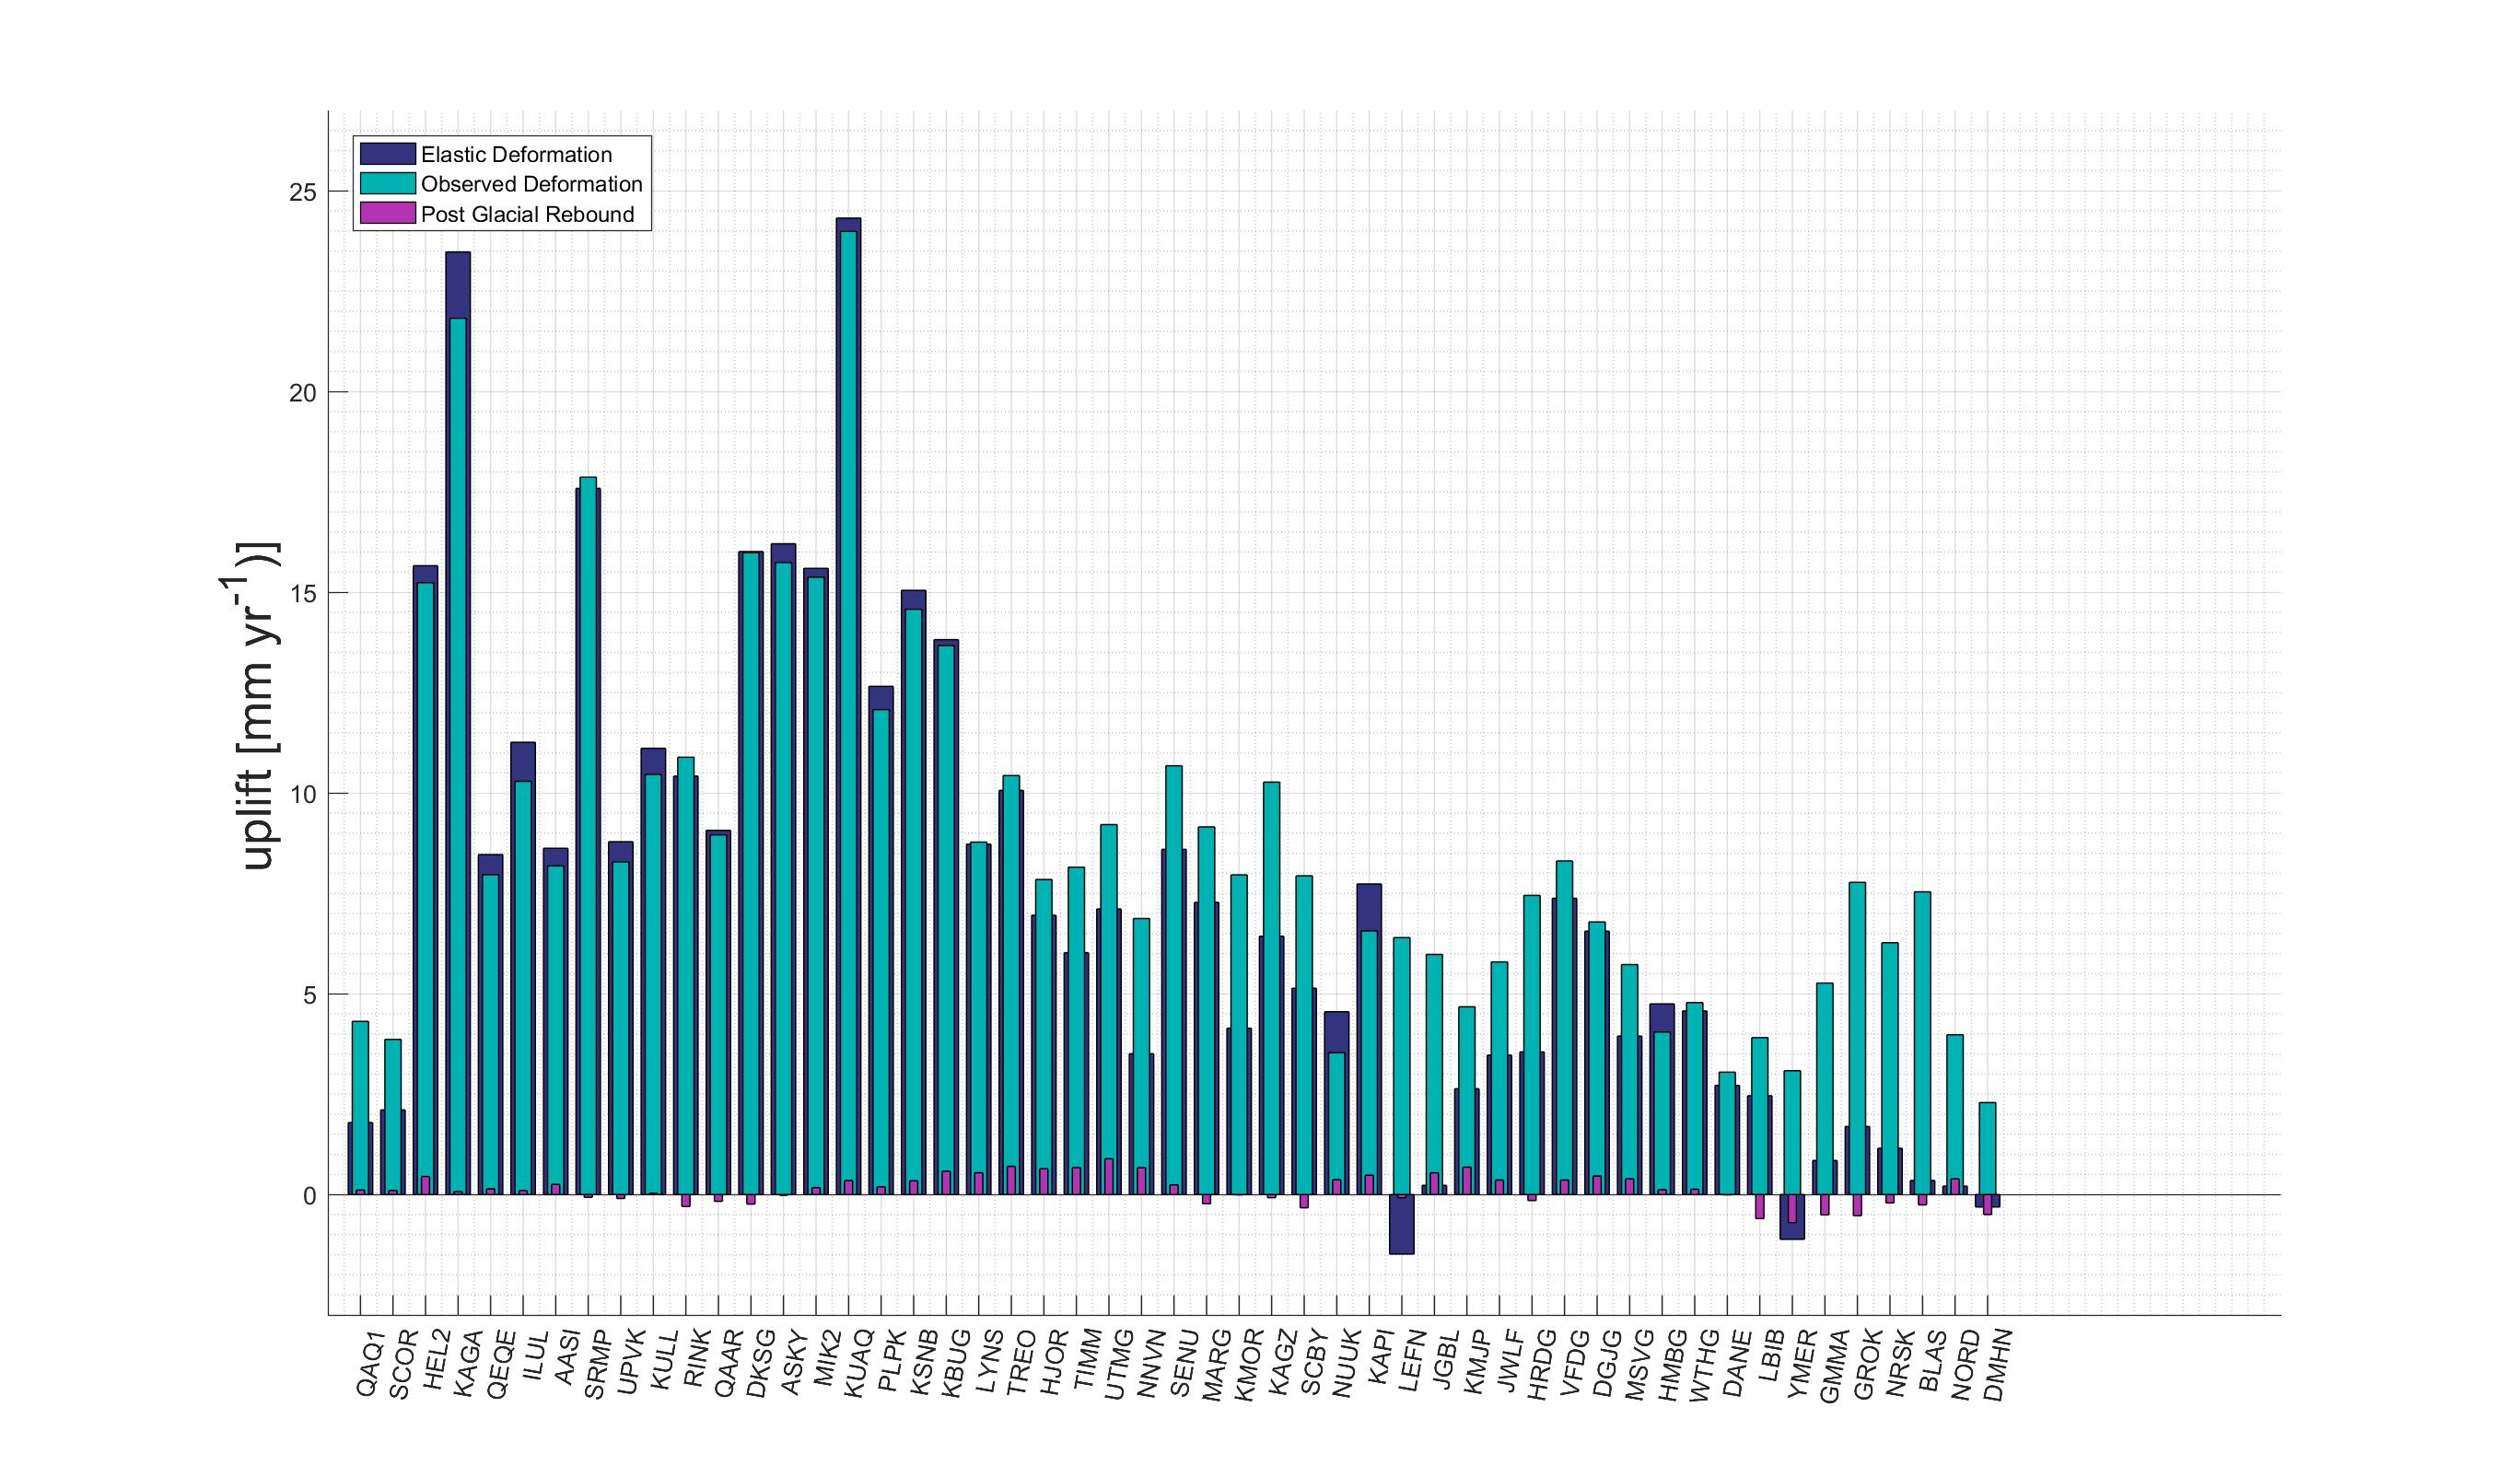 Elastic Deformation
Observed Deformation
Post Glacial Rebound
25
20
15
10
5
0
uplift [mm yr-1)]
QAQ1
SCOR
HEL2
KAGA
QEQE
ILUL
AASI
SRMP
UPVK
KULL
RINK
QAAR
DKSG
ASKY
MIK2
KUAQ
PLPK
KSNB
KBUG
LYNS
TREO
HJOR
TIMM
UTMG
NNVN
SENU
MARG
KMOR
KAGZ
SCBY
NUUK
KAPI
LEFN
JGBL
KMJP
JWLF
HRDG
VFDG
DGJG
MSVG
HMBG
WTHG
DANE
LBIB
YMER
GMMA
GROK
NRSK
BLAS
NORD
DMHN